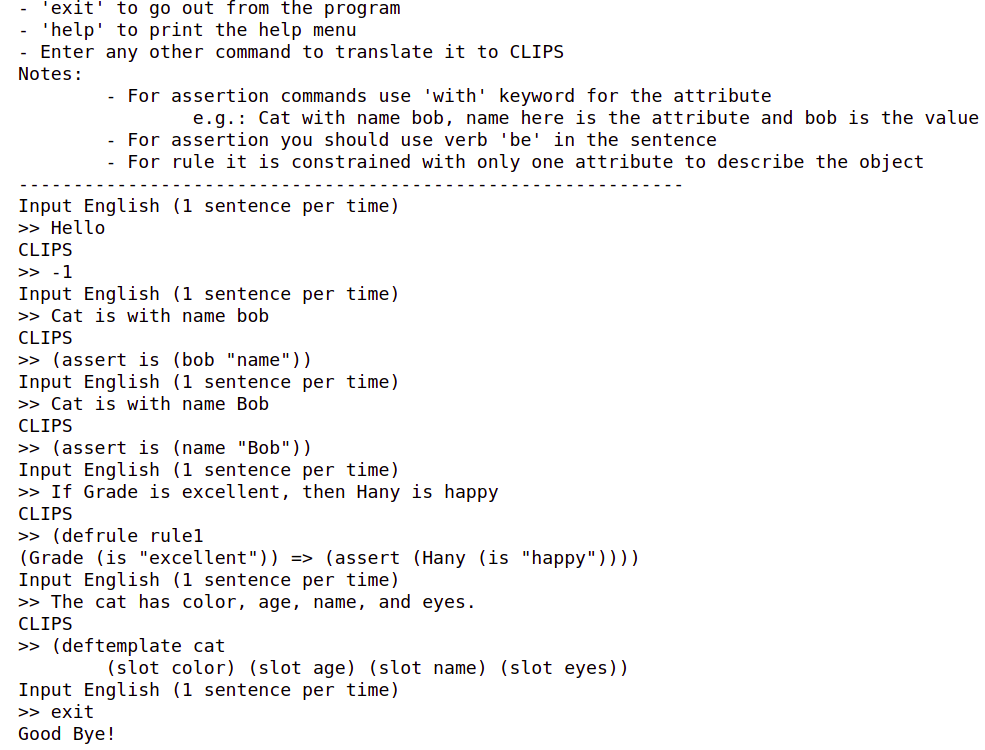 - 'exit' to go out from the program
- 'help' to print the help menu
- Enter any other command to translate it to CLIPS
Notes:
- For assertion commands use 'with' keyword for the attribute
e.g.: Cat with name bob, name here is the attribute and bob is the value
- For assertion you should use verb 'be' in the sentence
- For rule it is constrained with only one attribute to describe the object
-------------------------------------------------------------
Input English (1 sentence per time)
>> Hello
CLIPS
>> -1
Input English (1 sentence per time)
>> Cat is with name bob
CLIPS
>> (assert is (bob "name"))
Input English (1 sentence per time)
>> Cat is with name Bob
CLIPS
>> (assert is (name "Bob"))
Input English (1 sentence per time)
>> If Grade is excellent, then Hany is happy
CLIPS
>> (defrule rule1
(Grade (is "excellent")) => (assert (Hany (is "happy"))))
Input English (1 sentence per time)
>> The cat has color, age, name, and eyes.
CLIPS
>> (deftemplate cat
(slot color) (slot age) (slot name) (slot eyes))
Input English (1 sentence per time)
>> exit
Good Bye!